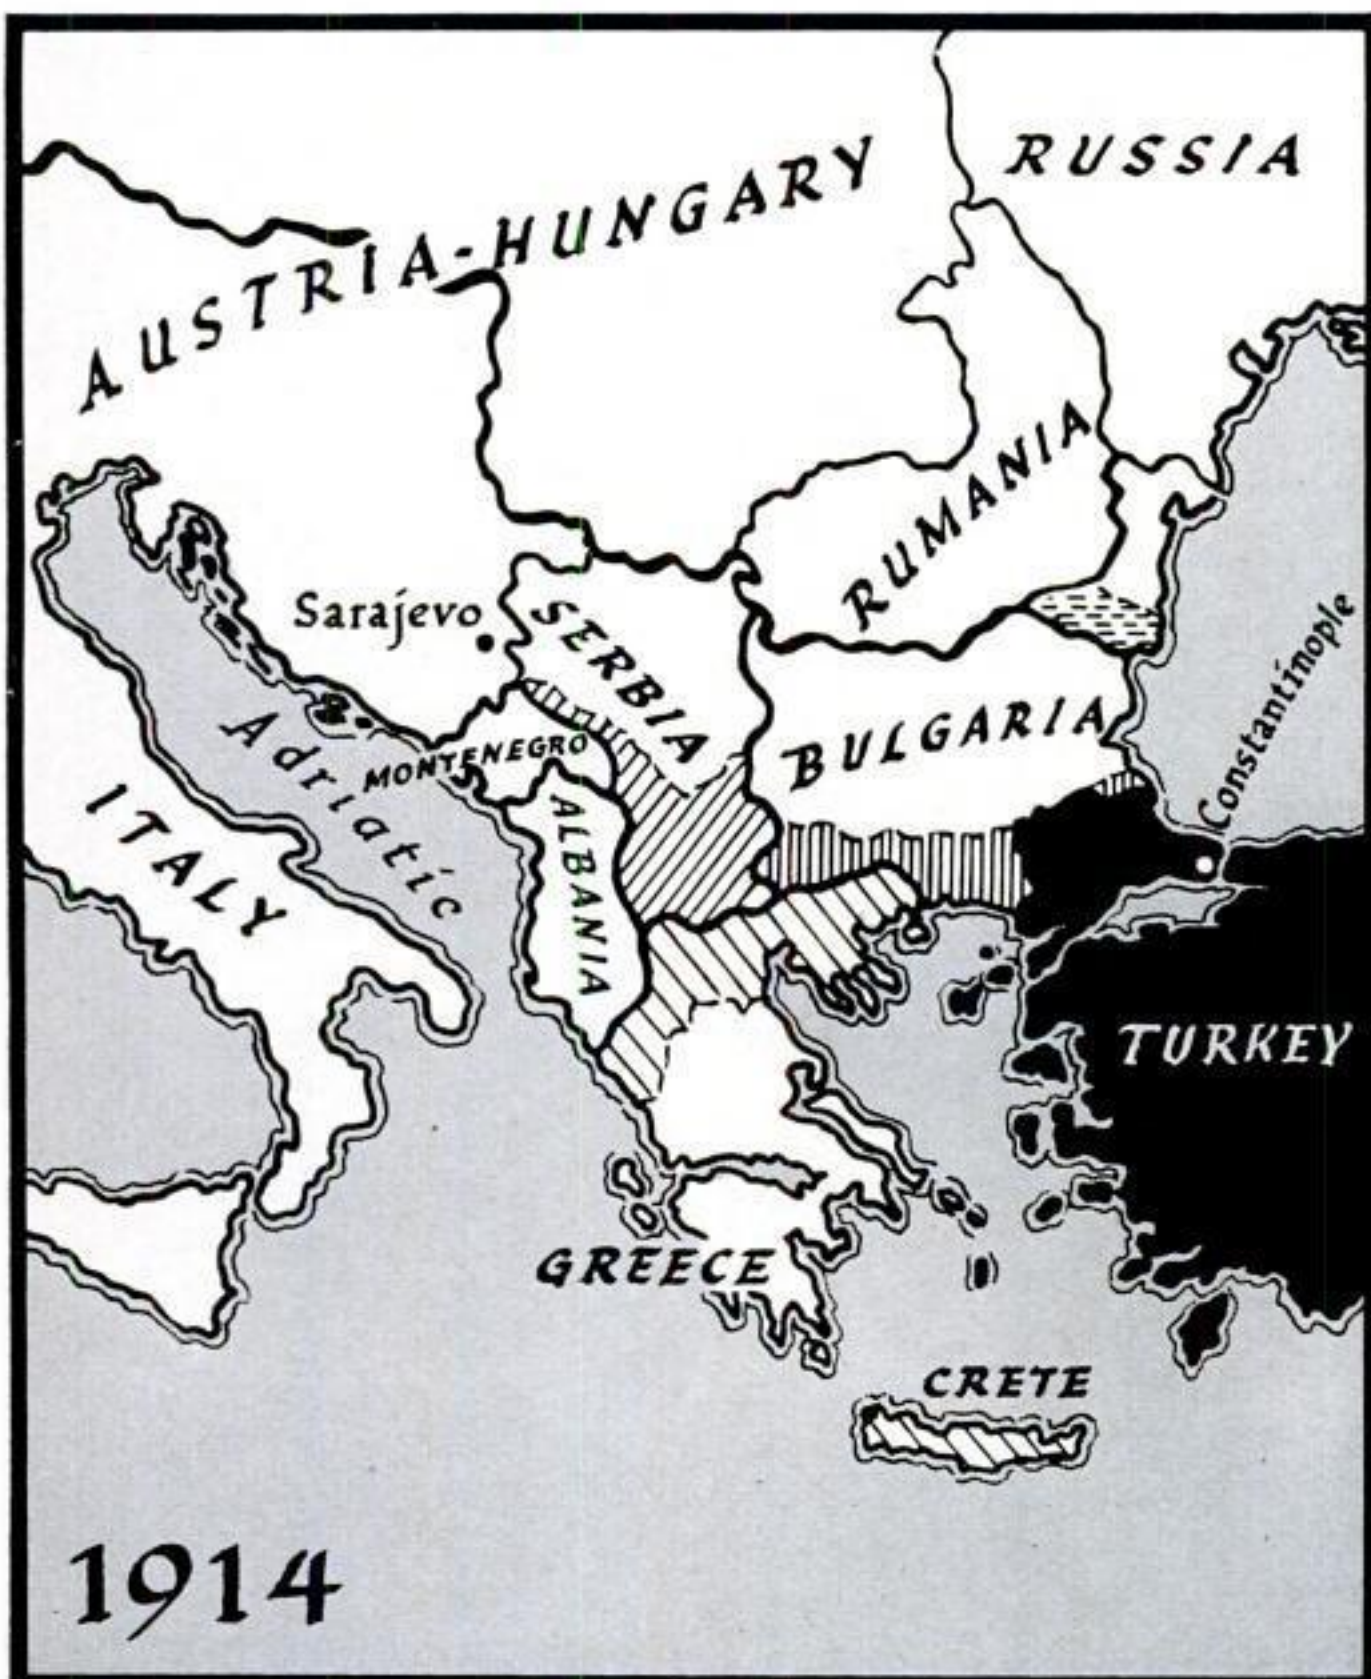 RUSSIA
AUSTRIA-HUNGARY
RUMANIA
Sarajevo
SERBIA
Constantinople
Adriatic
MONTENEGRO
BULGARIA
ITALY
ALBANIA
TURKEY
GREECE
CRETE
1914